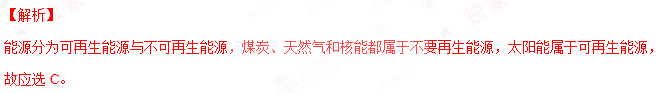 【解析】
能源分为可再生能源与不可再生能源，煤炭、天然气和核能都属于不要再生能源，太阳能属于可再生能源，
故应选 C。